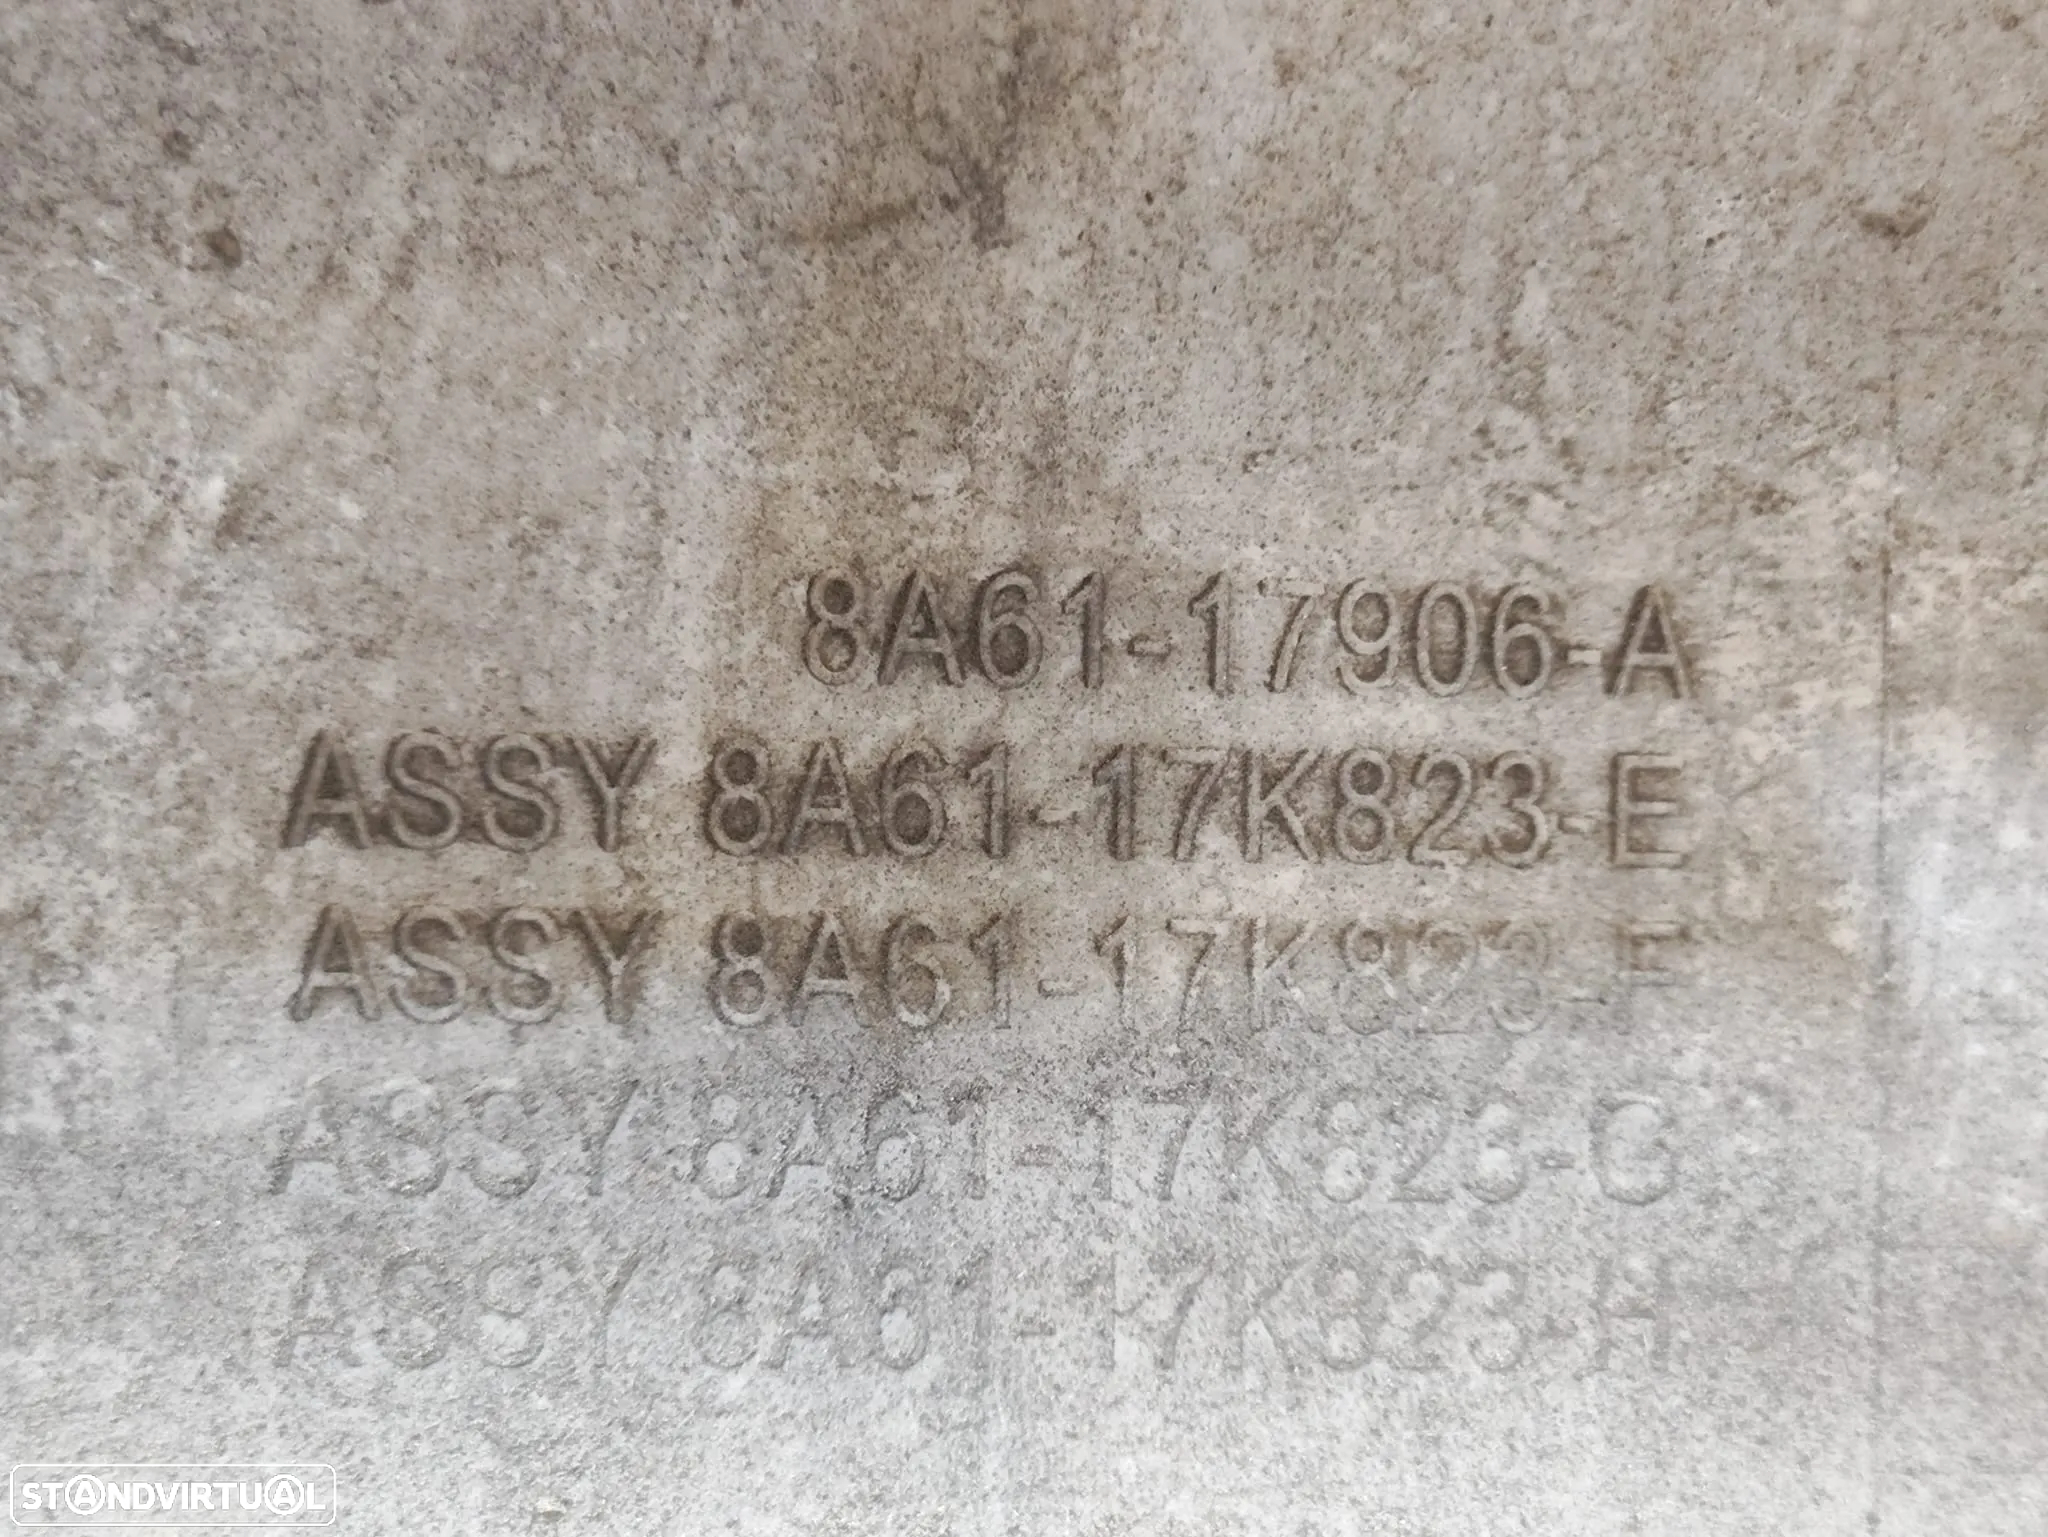 8A61-17906-A
ASSY 8A61-17K823-E
ASSY 8A61-17K823-F
ASSY 8A61-17K823-G
ASSY 8A61-17K823-H
STANDVIRTUAL